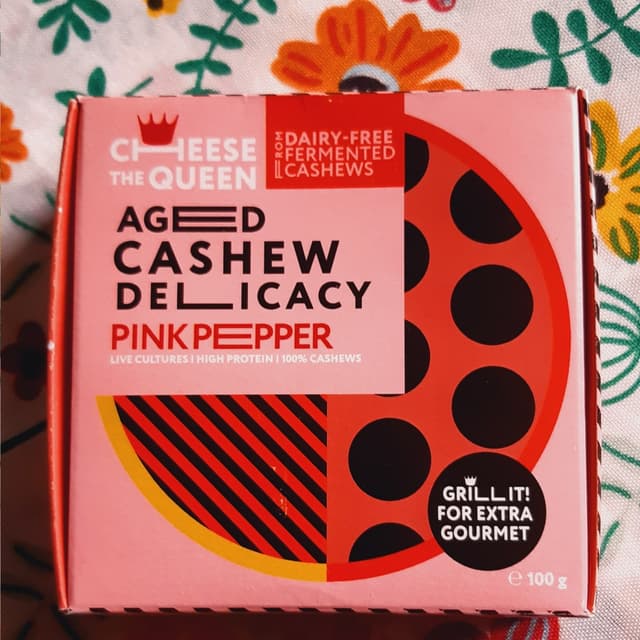 CHEESE
THE QUEEN
FROM
DAIRY-FREE
FERMENTED
CASHEWS
AGED
CASHEW
DELICACY
PINK PEPPER
LIVE CULTURES | HIGH PROTEIN | 100% CASHEWS
GRILL IT!
FOR EXTRA
GOURMET
℮ 100 g